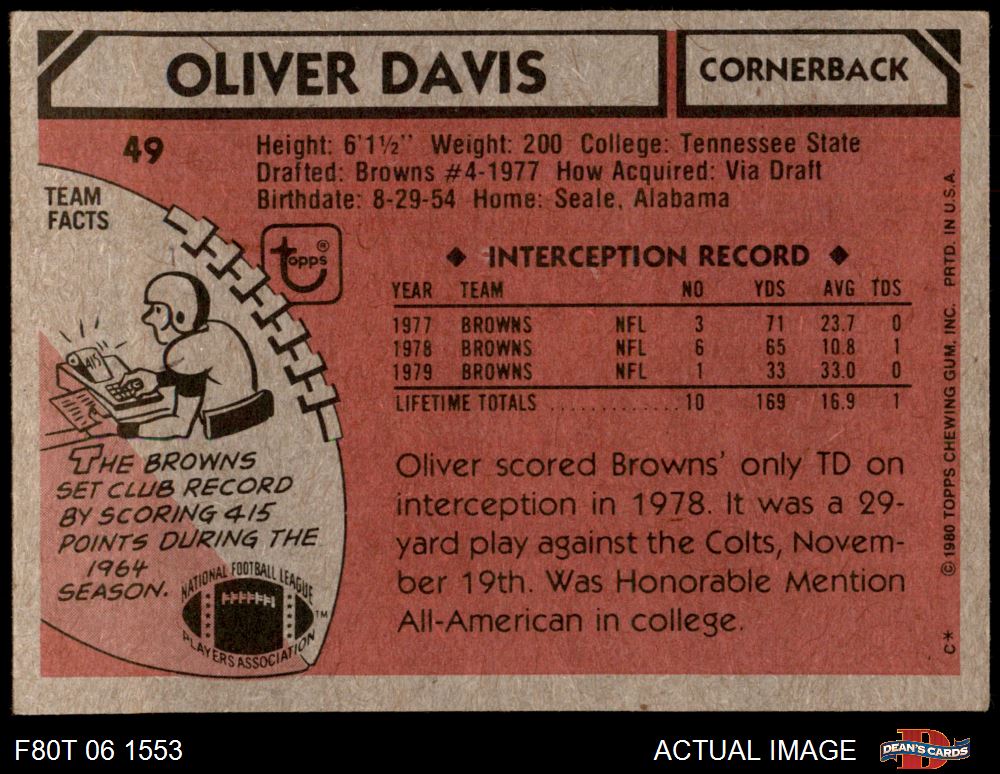 OLIVER DAVIS
CORNERBACK
49
Height: 6'1½" Weight: 200 College: Tennessee State
Drafted: Browns #4-1977 How Acquired: Via Draft
Birthdate: 8-29-54 Home: Seale, Alabama
TEAM
FACTS
topps®
◆ INTERCEPTION RECORD ◆
YEAR TEAM NO YDS AVG TDS
1977 BROWNS NFL 3 71 23.7 0
1978 BROWNS NFL 6 65 10.8 1
1979 BROWNS NFL 1 33 33.0 0
LIFETIME TOTALS ............ 10 169 16.9 1
415
THE BROWNS
SET CLUB RECORD
BY SCORING 415
POINTS DURING THE
1964
SEASON.
NATIONAL FOOTBALL LEAGUE
PLAYERS ASSOCIATION
TM
Oliver scored Browns' only TD on
interception in 1978. It was a 29-
yard play against the Colts, Novem-
ber 19th. Was Honorable Mention
All-American in college.
©1980 TOPPS CHEWING GUM, INC. PRTD. IN U.S.A.
C*
F80T 06 1553
ACTUAL IMAGE
DEAN'S CARDS